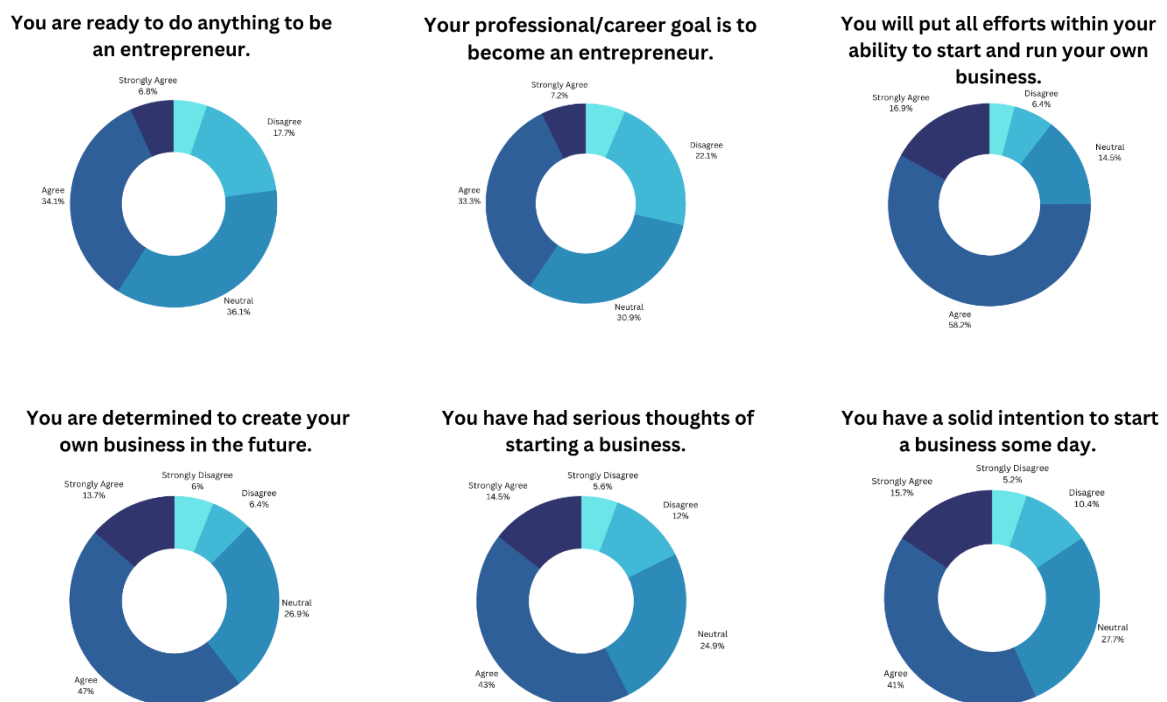 You are ready to do anything to be
an entrepreneur.
Strongly Agree
6.8%
Disagree
17.7%
Agree
34.1%
Neutral
36.1%
Your professional/career goal is to
become an entrepreneur.
Strongly Agree
7.2%
Disagree
22.1%
Agree
33.3%
Neutral
30.9%
You will put all efforts within your
ability to start and run your own
business.
Strongly Agree
16.9%
Disagree
6.4%
Neutral
14.5%
Agree
58.2%
You are determined to create your
own business in the future.
Strongly Agree
13.7%
Strongly Disagree
6%
Disagree
6.4%
Neutral
26.9%
Agree
47%
You have had serious thoughts of
starting a business.
Strongly Agree
14.5%
Strongly Disagree
5.6%
Disagree
12%
Neutral
24.9%
Agree
43%
You have a solid intention to start
a business some day.
Strongly Agree
15.7%
Strongly Disagree
5.2%
Disagree
10.4%
Neutral
27.7%
Agree
41%